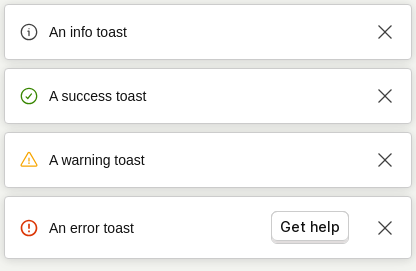 An info toast
A success toast
A warning toast
An error toast
Get help